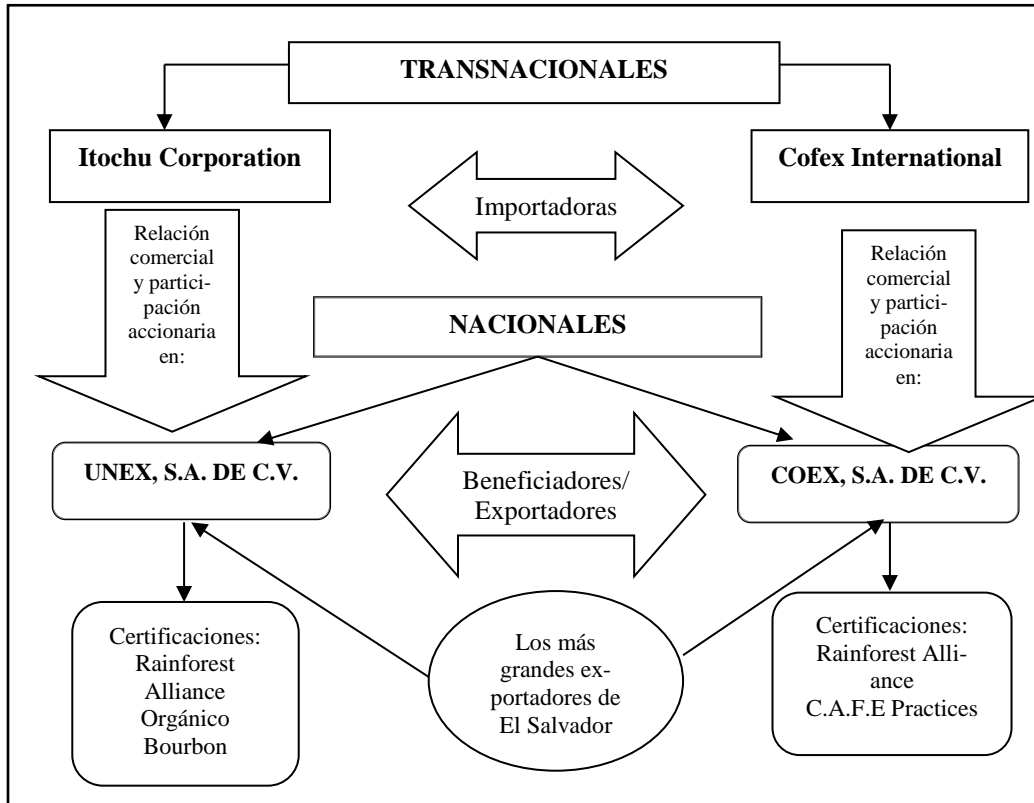 TRANSNACIONALES
Itochu Corporation
Cofex International
Importadoras
Relación
comercial
y partici-
pación
accionaria
en:
Relación
comercial
y partici-
pación
accionaria
en:
NACIONALES
UNEX, S.A. DE C.V.
Beneficiadores/
Exportadores
COEX, S.A. DE C.V.
Certificaciones:
Rainforest
Alliance
Orgánico
Bourbon
Los más
grandes ex-
portadores de
El Salvador
Certificaciones:
Rainforest Alli-
ance
C.A.F.E Practices